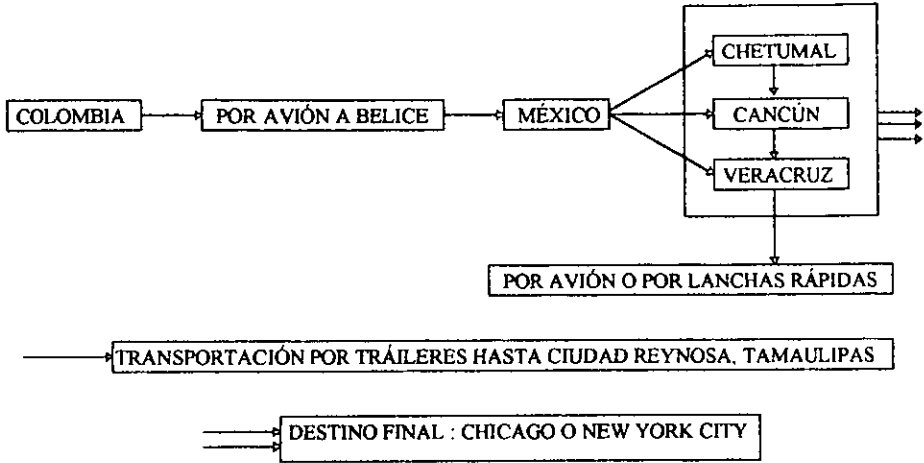 CHETUMAL
COLOMBIA
POR AVIÓN A BELICE
MÉXICO
CANCÚN
VERACRUZ
POR AVIÓN O POR LANCHAS RÁPIDAS
TRANSPORTACIÓN POR TRÁILERES HASTA CIUDAD REYNOSA, TAMAULIPAS
DESTINO FINAL : CHICAGO O NEW YORK CITY